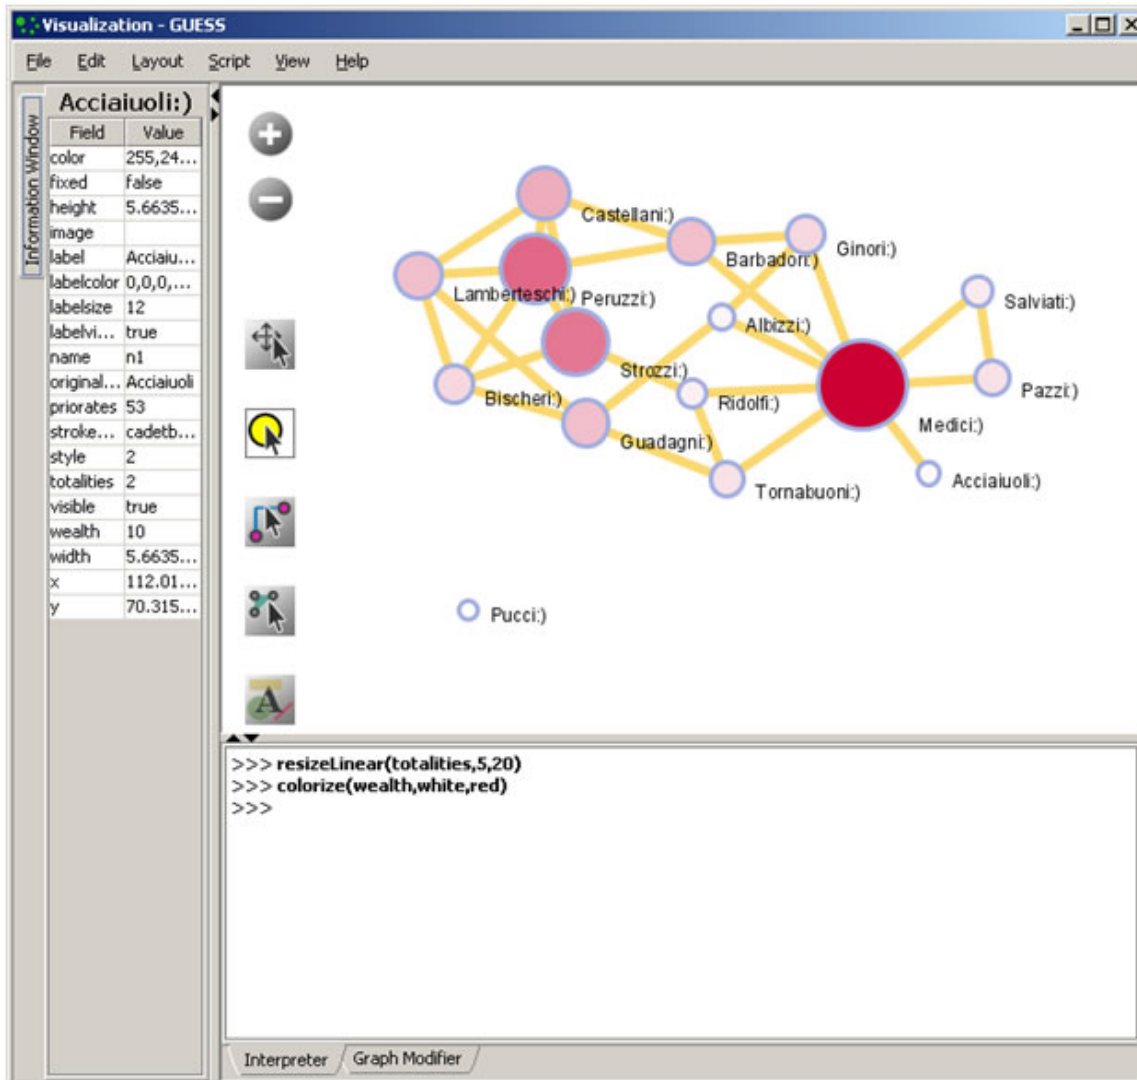 Visualization - GUESS
File Edit Layout Script View Help
Information Window
Acciaiuoli:)
Field Value
color 255,24...
fixed false
height 5.6635...
image
label Acciaiu...
labelcolor 0,0,0,...
labelsize 12
labelvi... true
name n1
original... Acciaiuoli
priorates 53
stroke... cadetb...
style 2
totalities 2
visible true
wealth 10
width 5.6635...
x 112.01...
y 70.315...
Castellani:)
Ginori:)
Barbadori:)
Lamberteschi:)
Peruzzi:)
Salviati:)
Albizzi:)
Strozzi:)
Pazzi:)
Bischeri:)
Ridolfi:)
Medici:)
Guadagni:)
Acciaiuoli:)
Tornabuoni:)
Pucci:)
A
>>> resizeLinear(totalities,5,20)
>>> colorize(wealth,white,red)
>>>
Interpreter Graph Modifier